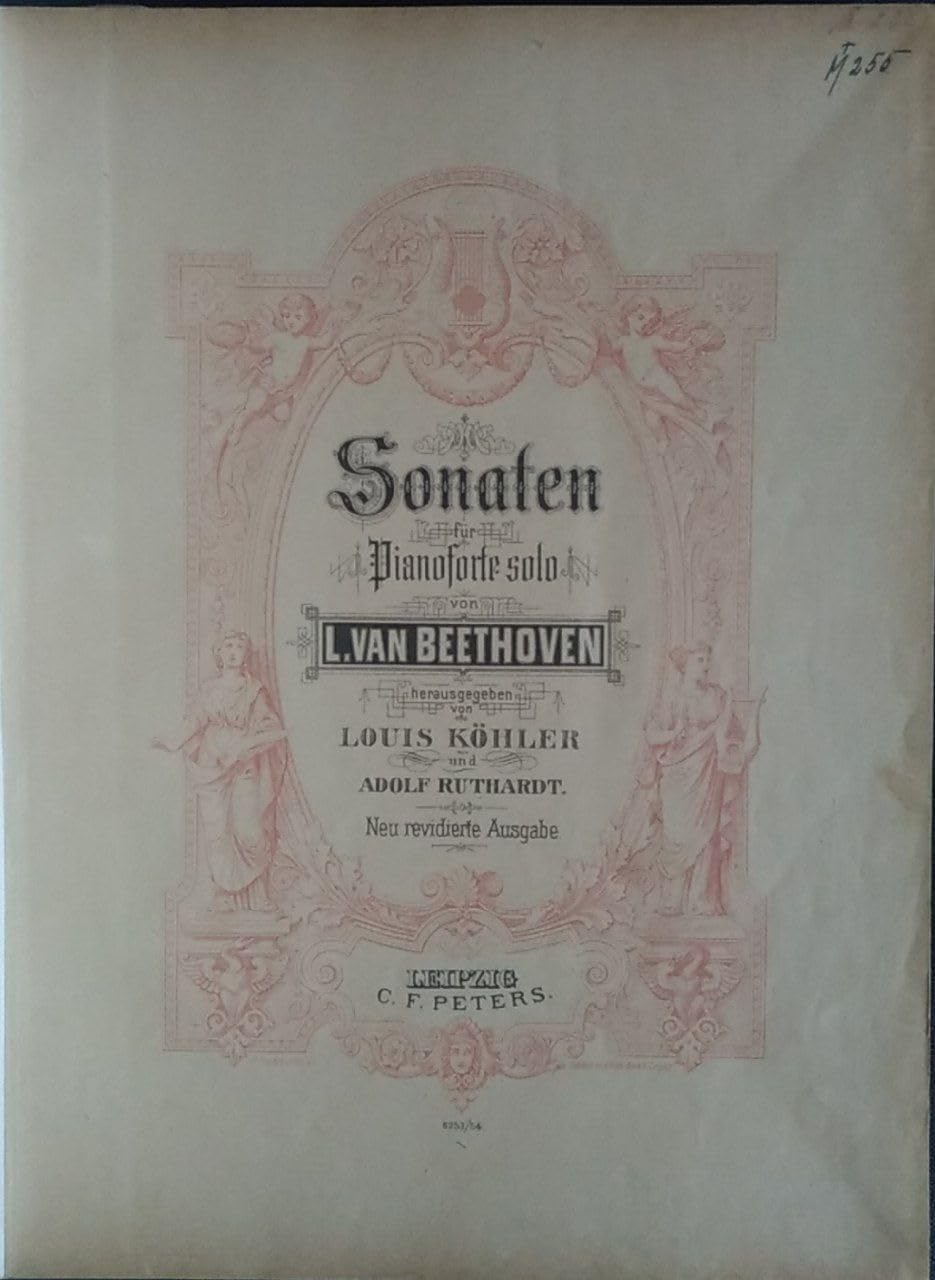 255
Sonaten
für
Pianoforte solo
von
L. VAN BEETHOVEN
herausgegeben
von
LOUIS KÖHLER
und
ADOLF RUTHARDT.
Neu revidierte Ausgabe
LEIPZIG
C. F. PETERS.